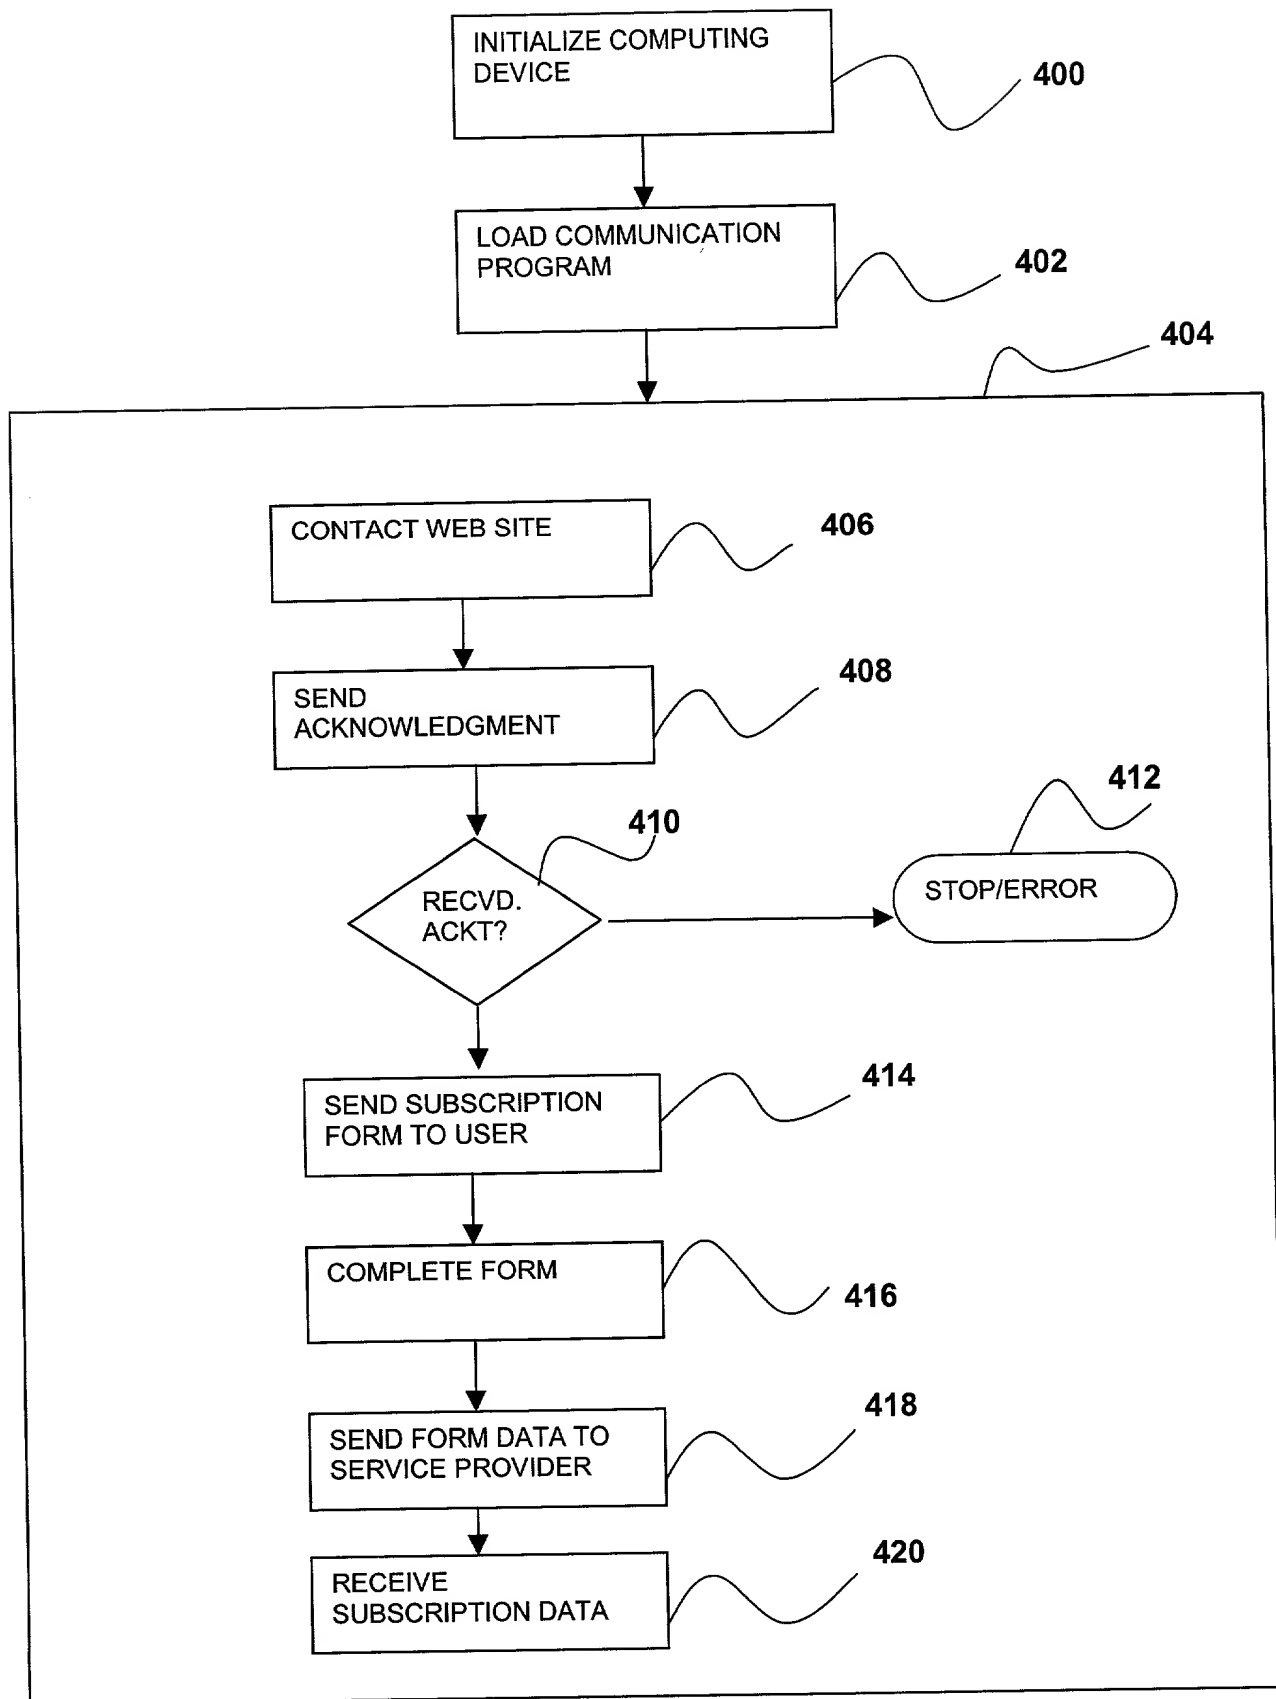 INITIALIZE COMPUTING
DEVICE
400
LOAD COMMUNICATION
PROGRAM
402
404
CONTACT WEB SITE
406
SEND
ACKNOWLEDGMENT
408
410
412
RECVD.
ACKT?
STOP/ERROR
SEND SUBSCRIPTION
FORM TO USER
414
COMPLETE FORM
416
SEND FORM DATA TO
SERVICE PROVIDER
418
RECEIVE
SUBSCRIPTION DATA
420